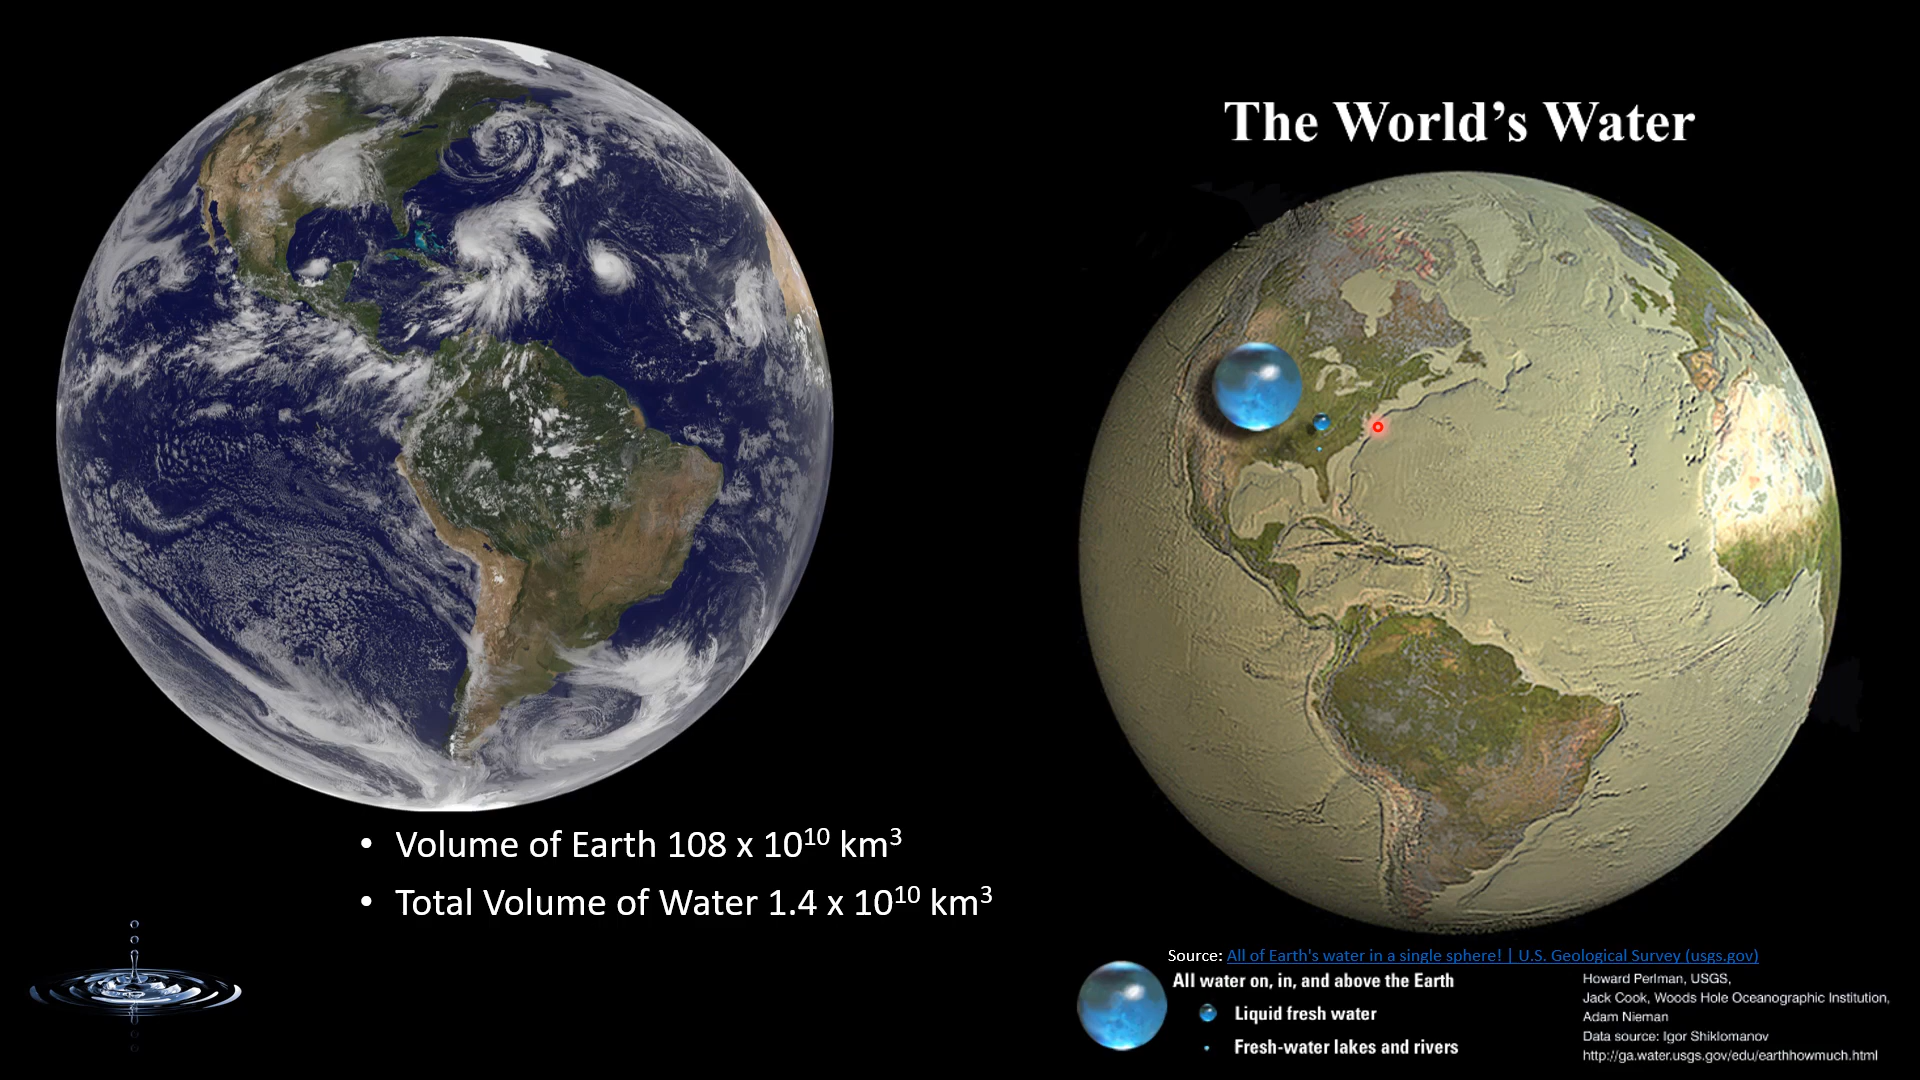 The World’s Water
• Volume of Earth 108 x 10¹⁰ km³
• Total Volume of Water 1.4 x 10¹⁰ km³
Source: All of Earth's water in a single sphere! | U.S. Geological Survey (usgs.gov)
All water on, in, and above the Earth
Liquid fresh water
Fresh-water lakes and rivers
Howard Perlman, USGS,
Jack Cook, Woods Hole Oceanographic Institution,
Adam Nieman
Data source: Igor Shiklomanov
http://ga.water.usgs.gov/edu/earthhowmuch.html